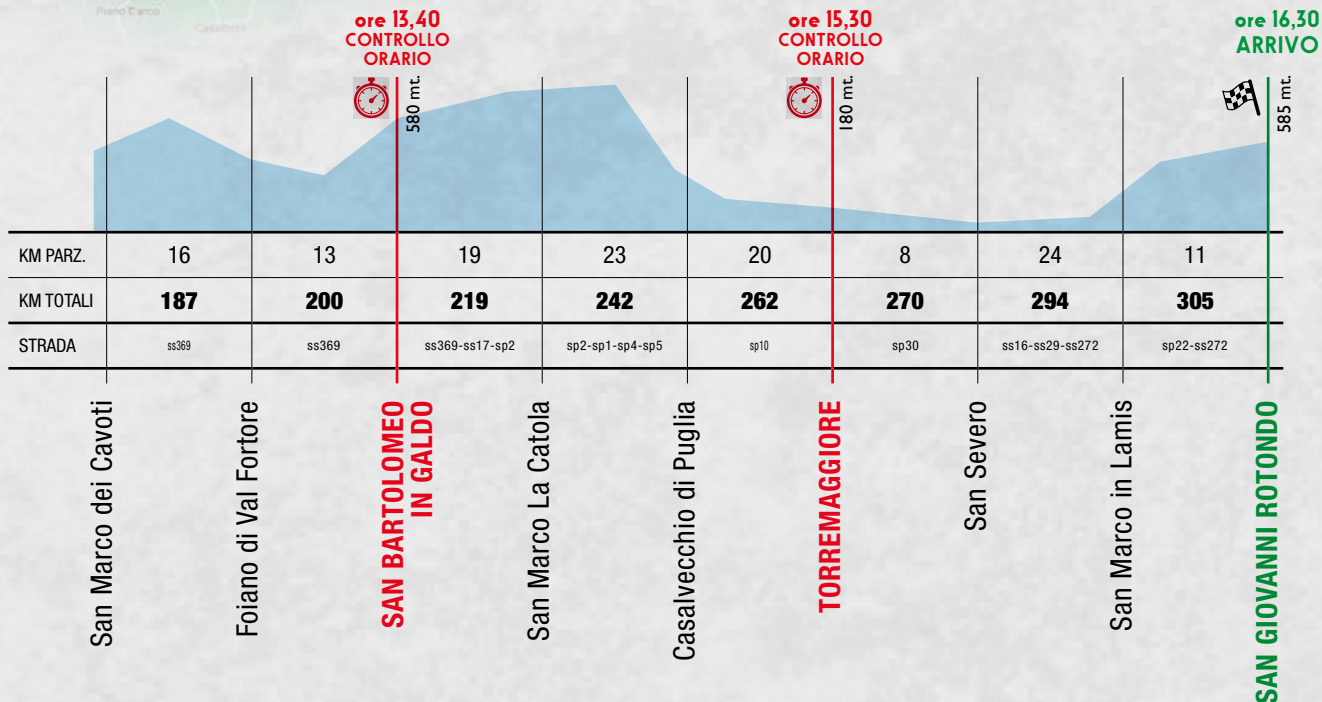 Piano D'arco
Casalbore
ore 13,40
CONTROLLO
ORARIO
580 mt.
ore 15,30
CONTROLLO
ORARIO
180 mt.
ore 16,30
ARRIVO
585 mt.
KM PARZ. 16 13 19 23 20 8 24 11
KM TOTALI 187 200 219 242 262 270 294 305
STRADA ss369 ss369 ss369-ss17-sp2 sp2-sp1-sp4-sp5 sp10 sp30 ss16-ss29-ss272 sp22-ss272
San Marco dei Cavoti
Foiano di Val Fortore
SAN BARTOLOMEO
IN GALDO
San Marco La Catola
Casalvecchio di Puglia
TORREMAGGIORE
San Severo
San Marco in Lamis
SAN GIOVANNI ROTONDO